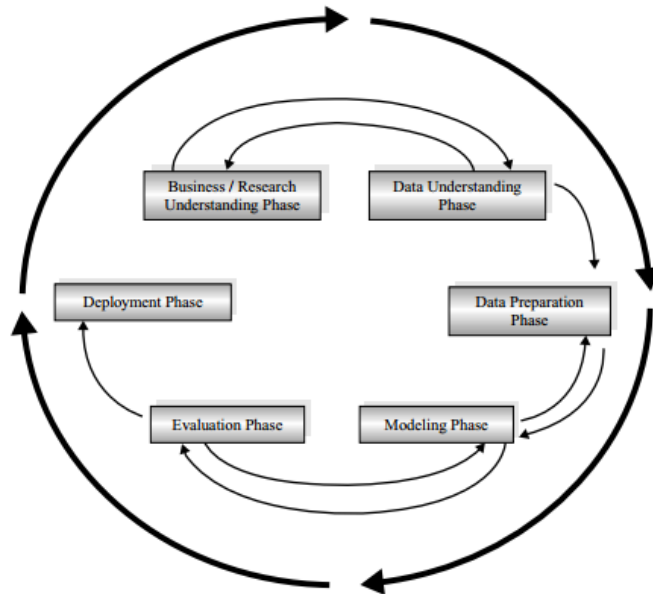 Business / Research
Understanding Phase
Data Understanding
Phase
Deployment Phase
Data Preparation
Phase
Evaluation Phase
Modeling Phase